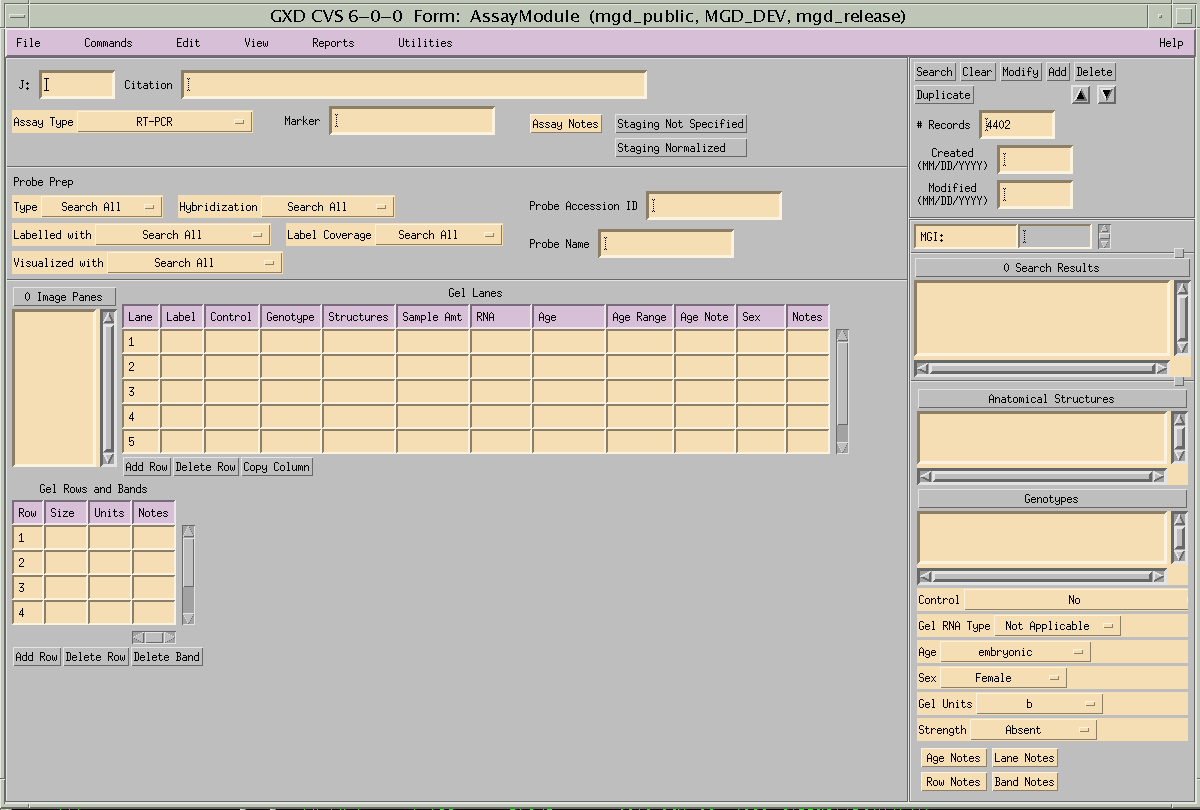 GXD CVS 6-0-0 Form: AssayModule (mgd_public, MGD_DEV, mgd_release)
File Commands Edit View Reports Utilities Help
J: Citation
Assay Type RT-PCR Marker Assay Notes Staging Not Specified
Staging Normalized
Probe Prep
Type Search All Hybridization Search All Probe Accession ID
Labelled with Search All Label Coverage Search All Probe Name
Visualized with Search All
0 Image Panes
Gel Lanes
Lane Label Control Genotype Structures Sample Amt RNA Age Age Range Age Note Sex Notes
1
2
3
4
5
Add Row Delete Row Copy Column
Gel Rows and Bands
Row Size Units Notes
1
2
3
4
Add Row Delete Row Delete Band
Search Clear Modify Add Delete
Duplicate
# Records 4402
Created
(MM/DD/YYYY)
Modified
(MM/DD/YYYY)
MGI:
0 Search Results
Anatomical Structures
Genotypes
Control No
Gel RNA Type Not Applicable
Age embryonic
Sex Female
Gel Units b
Strength Absent
Age Notes Lane Notes
Row Notes Band Notes